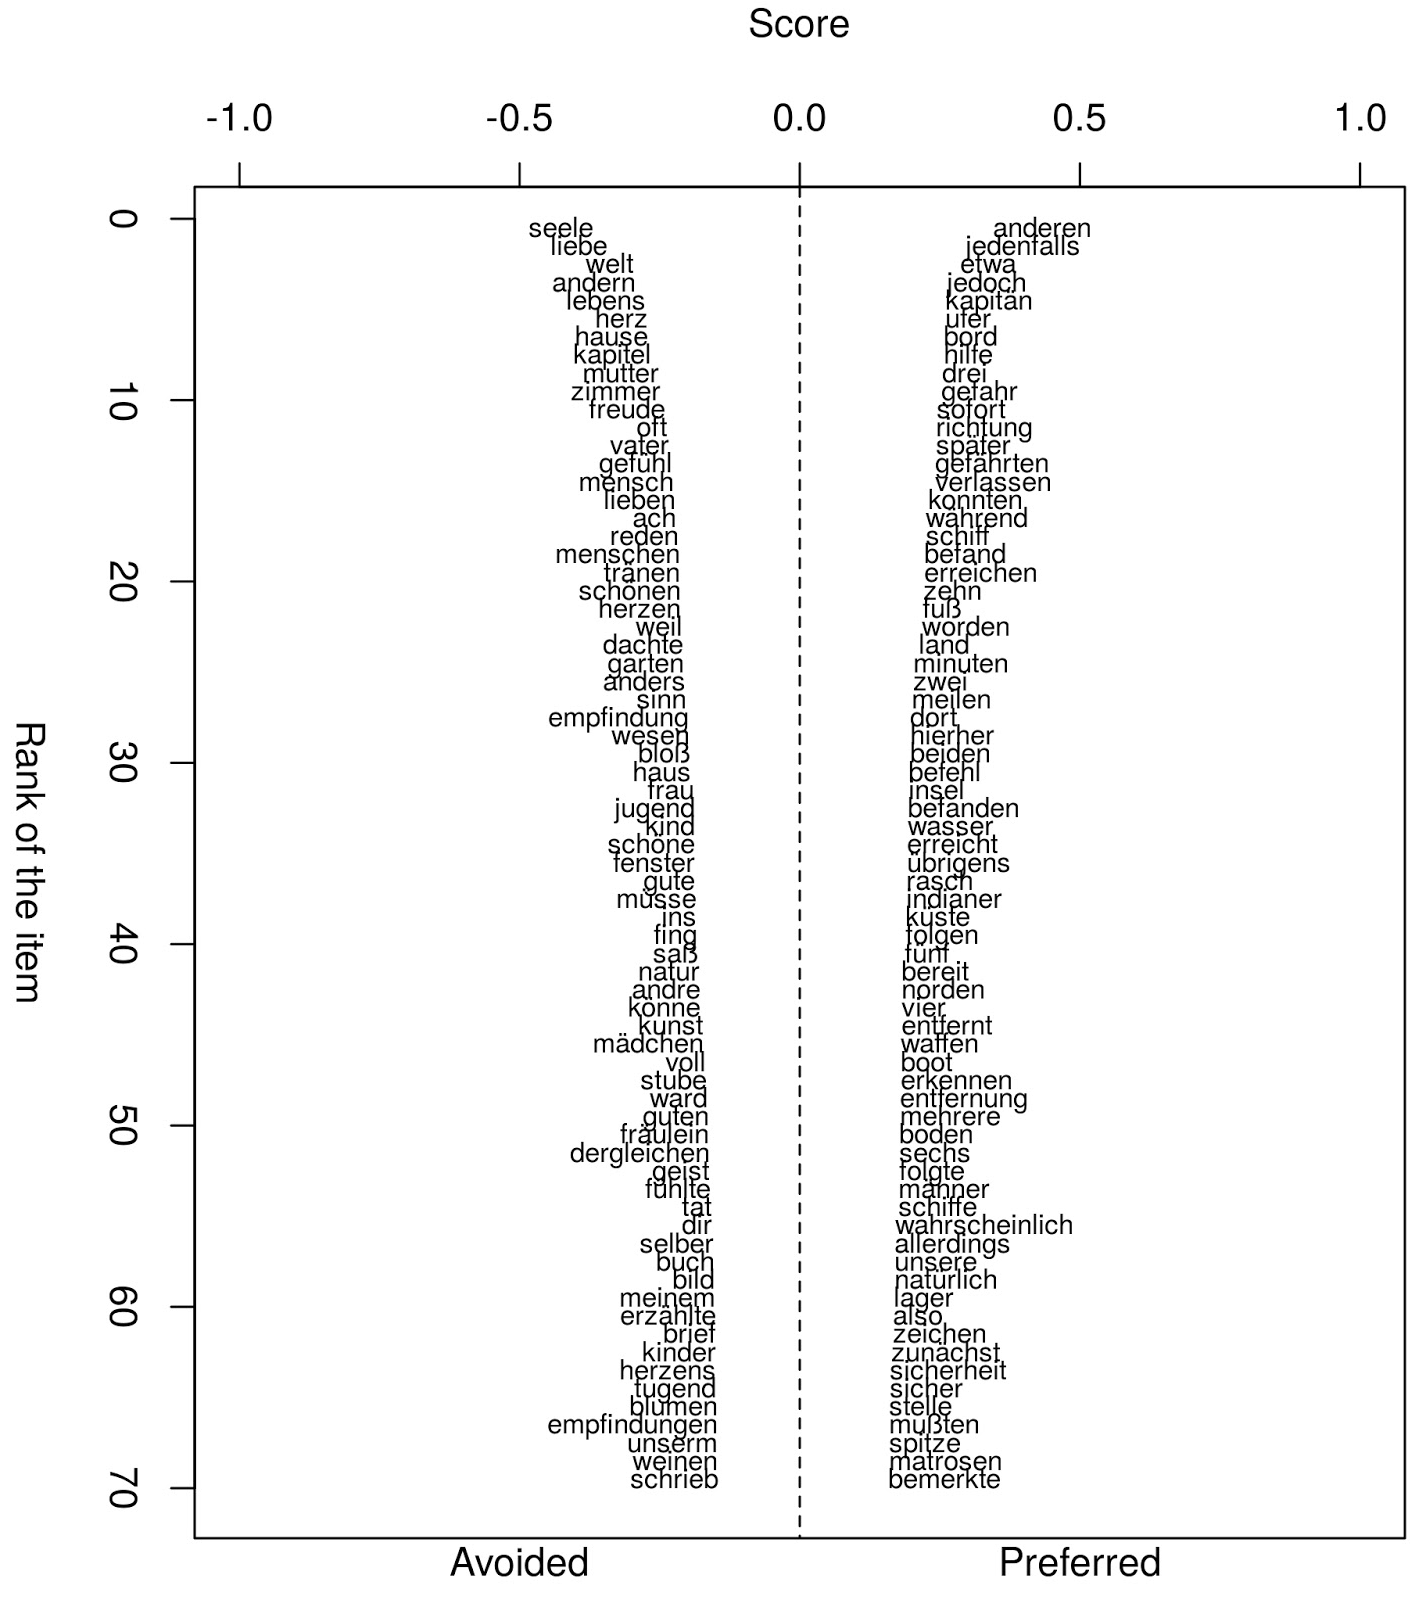 Score
-1.0 -0.5 0.0 0.5 1.0
0
10
20
30
40
50
60
70
Rank of the item
seele anderen
liebe jedenfalls
welt etwa
andern jedoch
lebens kapitän
herz ufer
hause bord
kapitel hilfe
mutter drei
zimmer gefahr
freude sofort
oft richtung
vater später
gefühl gefährten
mensch verlassen
lieben konnten
ach während
reden schiff
menschen befand
tränen erreichen
schönen zehn
herzen fuß
weil worden
dachte land
garten minuten
anders zwei
sinn meilen
empfindung dort
wesen hierher
bloß beiden
haus befehl
frau insel
jugend befanden
kind wasser
schöne erreicht
fenster übrigens
gute rasch
müsse indianer
ins küste
fing folgen
saß fünf
natur bereit
andre norden
könne vier
kunst entfernt
mädchen waffen
voll boot
stube erkennen
ward entfernung
guten mehrere
fräulein boden
dergleichen sechs
geist folgte
fühlte männer
tat schiffe
dir wahrscheinlich
selber allerdings
buch unsere
bild natürlich
meinem lager
erzählte also
brief zeichen
kinder zunächst
herzens sicherheit
tugend sicher
blumen stelle
empfindungen mußten
unserm spitze
weinen matrosen
schrieb bemerkte
Avoided Preferred